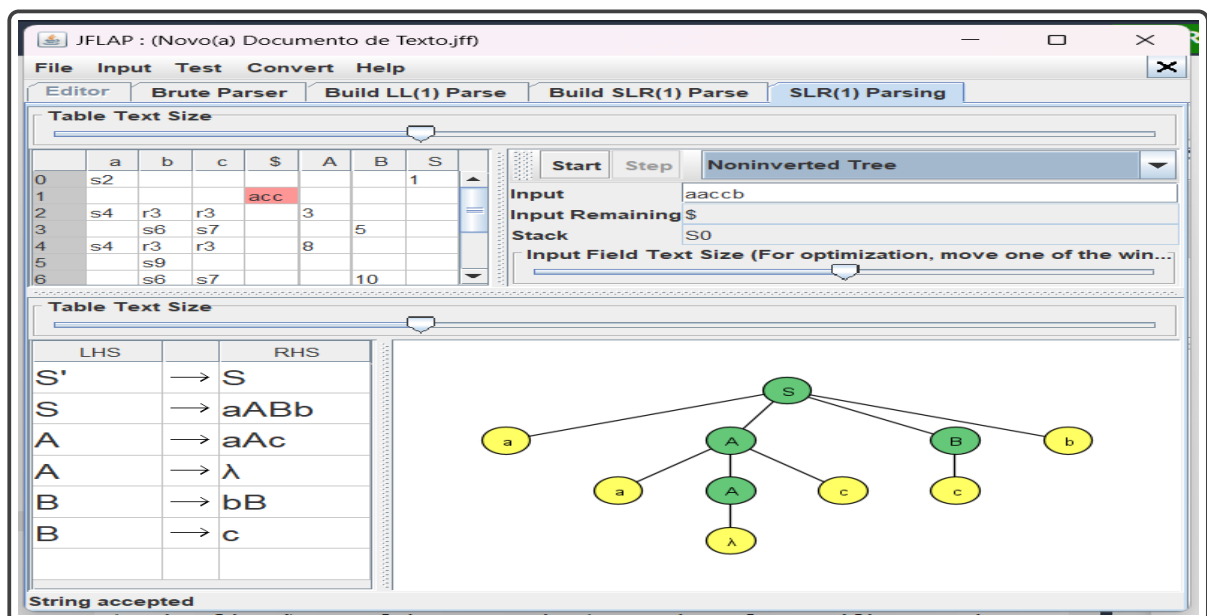 JFLAP : (Novo(a) Documento de Texto.jff)
File Input Test Convert Help
Editor Brute Parser Build LL(1) Parse Build SLR(1) Parse SLR(1) Parsing
Table Text Size
a b c $ A B S
0 s2 1
1 acc
2 s4 r3 r3 3
3 s6 s7 5
4 s4 r3 r3 8
5 s9
6 s6 s7 10
Start Step Noninverted Tree
Input aaccb
Input Remaining $
Stack S0
Input Field Text Size (For optimization, move one of the win...
Table Text Size
LHS RHS
S' → S
S → aABb
A → aAc
A → λ
B → bB
B → c
S
a A B b
a A c c
λ
String accepted